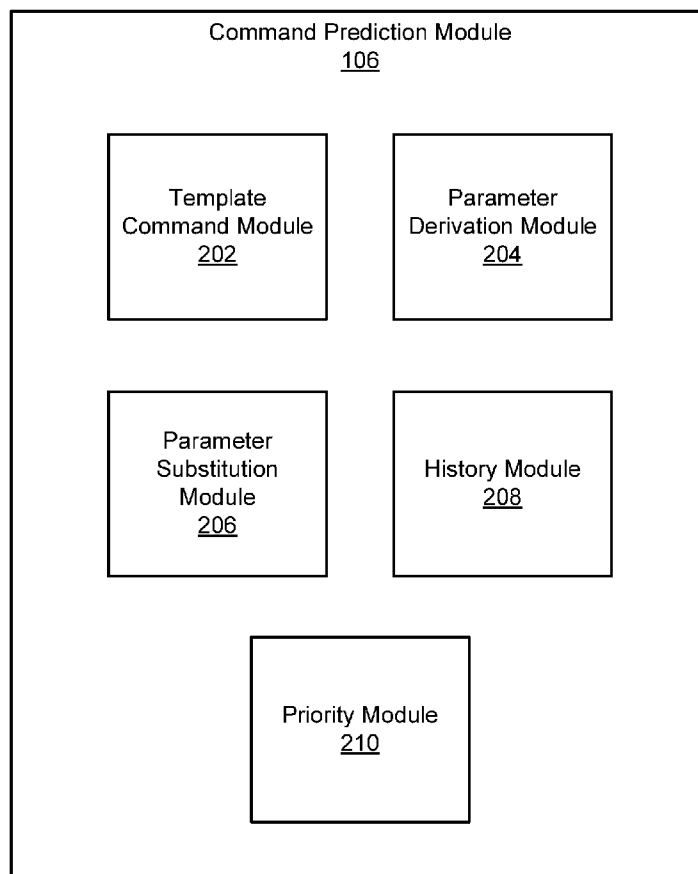 Command Prediction Module
106
Template
Command Module
202
Parameter
Derivation Module
204
Parameter
Substitution
Module
206
History Module
208
Priority Module
210